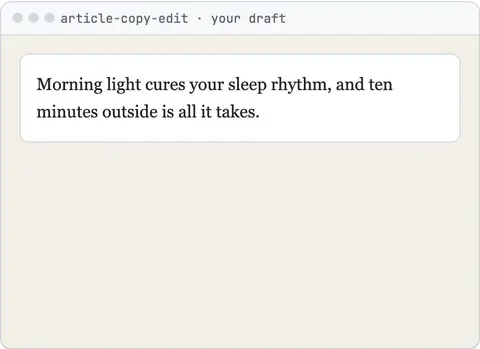 article-copy-edit · your draft
Morning light cures your sleep rhythm, and ten
minutes outside is all it takes.